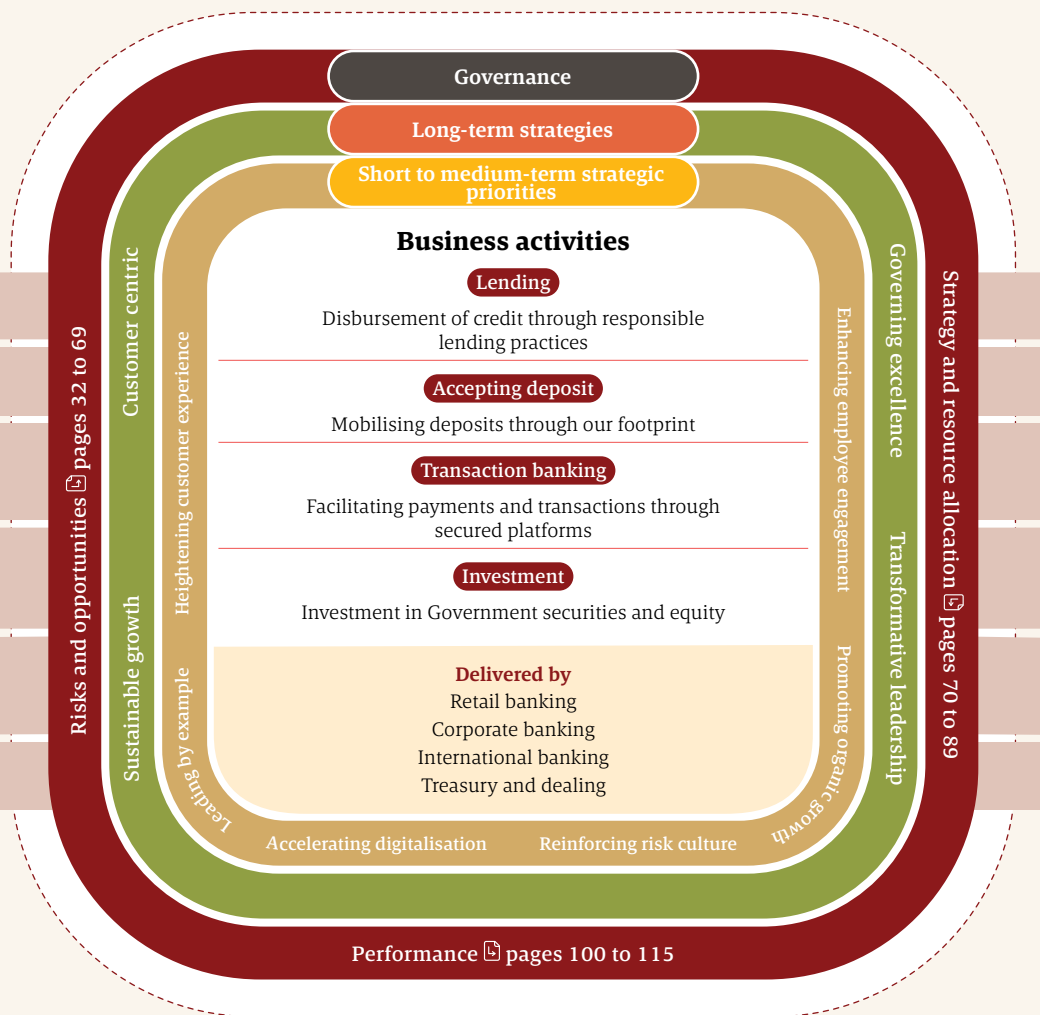 Governance
Long-term strategies
Short to medium-term strategic
priorities
Business activities
Lending
Disbursement of credit through responsible
lending practices
Accepting deposit
Mobilising deposits through our footprint
Transaction banking
Facilitating payments and transactions through
secured platforms
Investment
Investment in Government securities and equity
Delivered by
Retail banking
Corporate banking
International banking
Treasury and dealing
Risks and opportunities pages 32 to 69
Customer centric
Sustainable growth
Heightening customer experience
Leading by example
Accelerating digitalisation
Reinforcing risk culture
Promoting organic growth
Enhancing employee engagement
Governing excellence
Transformative leadership
Strategy and resource allocation pages 70 to 89
Performance pages 100 to 115